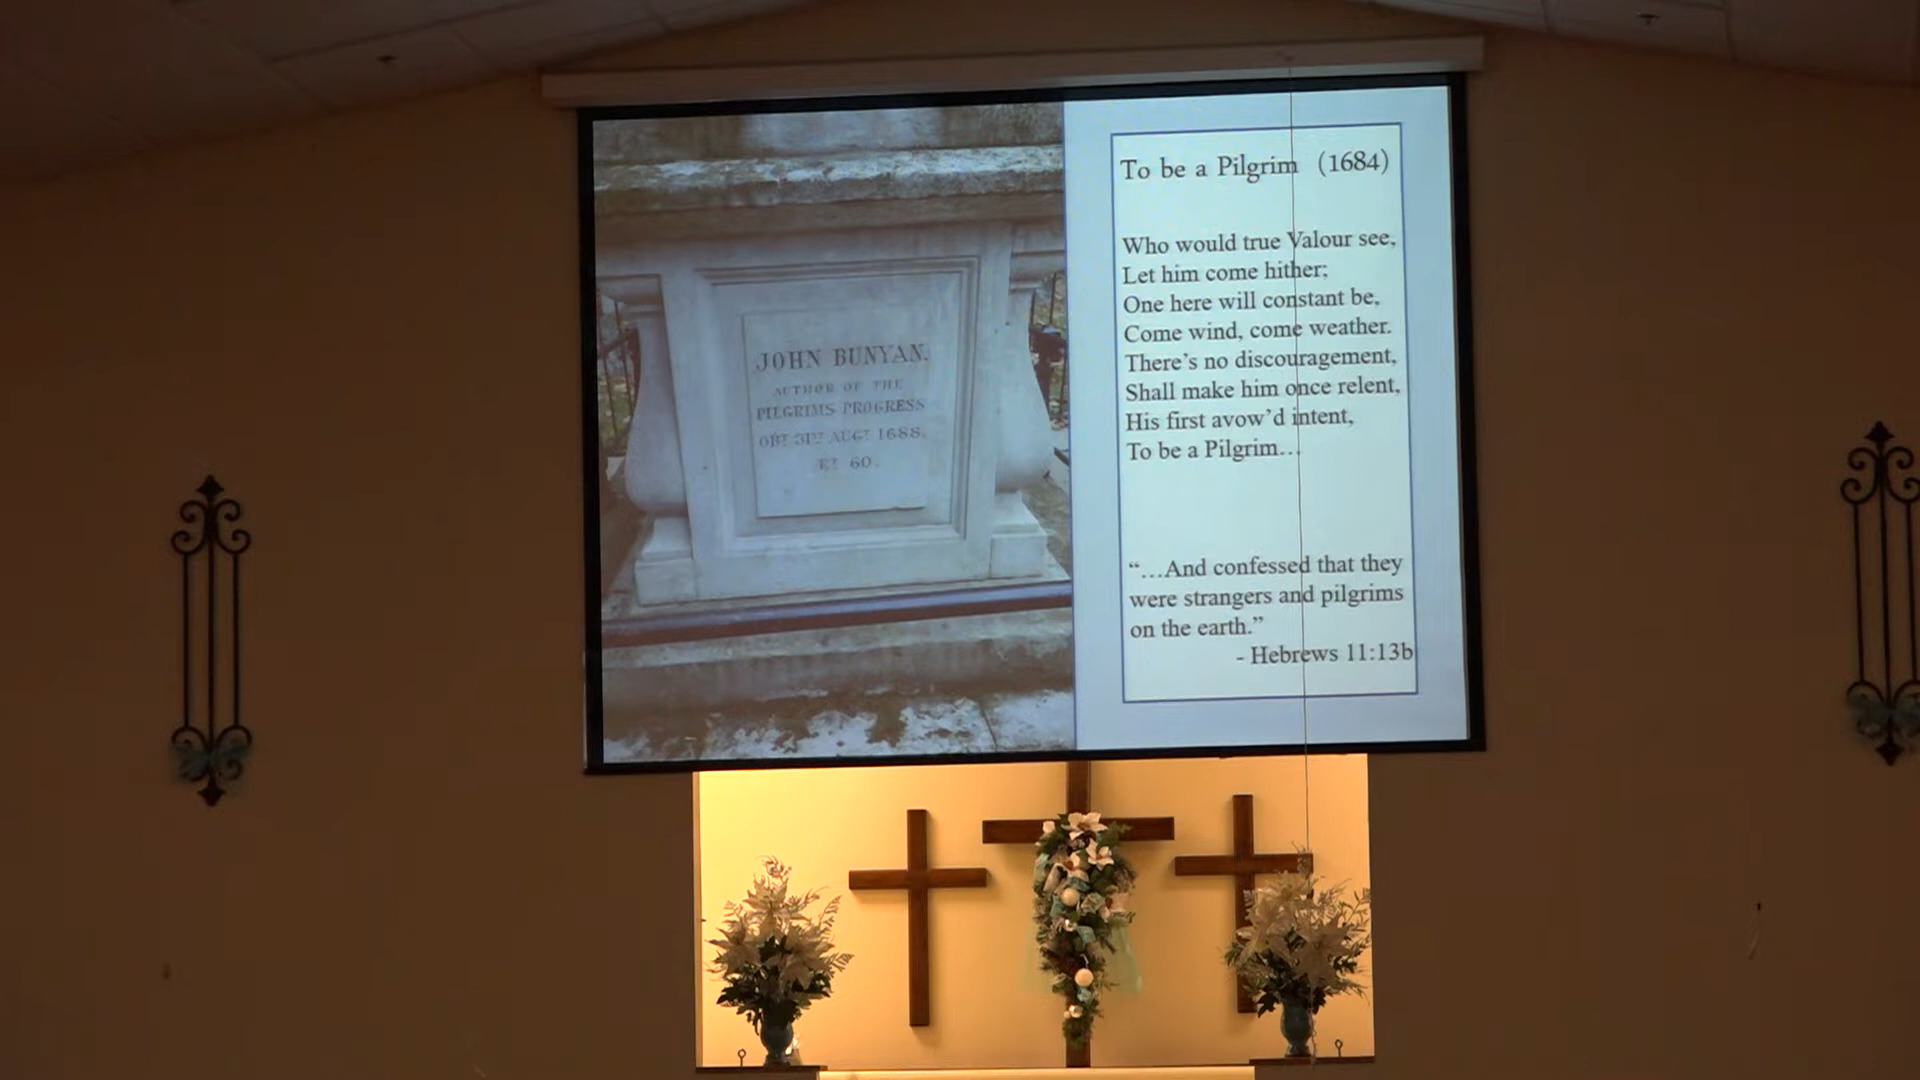 JOHN BUNYAN.
AUTHOR OF THE
PILGRIMS PROGRESS
OBT. 31ST AUGT. 1688.
ÆT. 60.
To be a Pilgrim (1684)
Who would true Valour see,
Let him come hither;
One here will constant be,
Come wind, come weather.
There’s no discouragement,
Shall make him once relent,
His first avow’d intent,
To be a Pilgrim…
“…And confessed that they
were strangers and pilgrims
on the earth.”
- Hebrews 11:13b